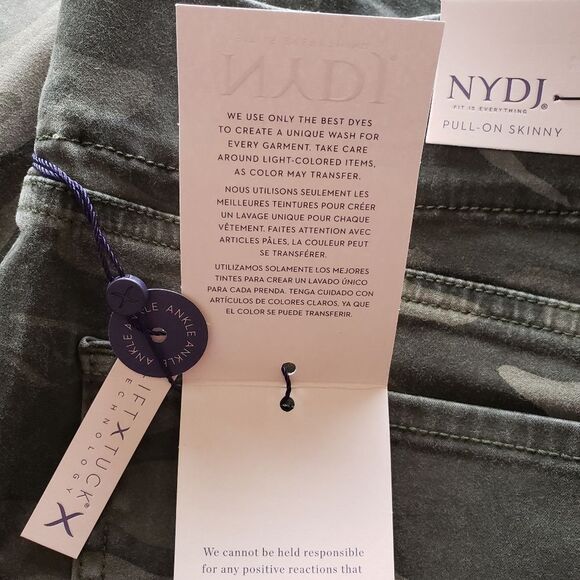 WE USE ONLY THE BEST DYES
TO CREATE A UNIQUE WASH FOR
EVERY GARMENT. TAKE CARE
AROUND LIGHT-COLORED ITEMS,
AS COLOR MAY TRANSFER.
NOUS UTILISONS SEULEMENT LES
MEILLEURES TEINTURES POUR CRÉER
UN LAVAGE UNIQUE POUR CHAQUE
VÊTEMENT. FAITES ATTENTION AVEC
ARTICLES PÂLES, LA COULEUR PEUT
SE TRANSFÉRER.
UTILIZAMOS SOLAMENTE LOS MEJORES
TINTES PARA CREAR UN LAVADO ÚNICO
PARA CADA PRENDA. TENGA CUIDADO CON
ARTÍCULOS DE COLORES CLAROS, YA QUE
EL COLOR SE PUEDE TRANSFERIR.
We cannot be held responsible
for any positive reactions that
NYDJ®
FIT IS EVERYTHING
PULL-ON SKINNY
ANKLE ANKLE ANKLE ANKLE
LIFTXTUCK®
TECHNOLOGY
X